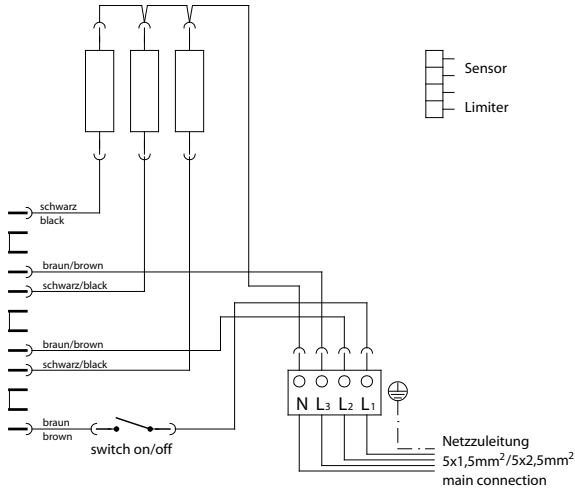 Sensor
Limiter
schwarz
black
braun/brown
schwarz/black
braun/brown
schwarz/black
braun
brown
switch on/off
N L3 L2 L1
Netzzuleitung
5x1,5mm²/5x2,5mm²
main connection